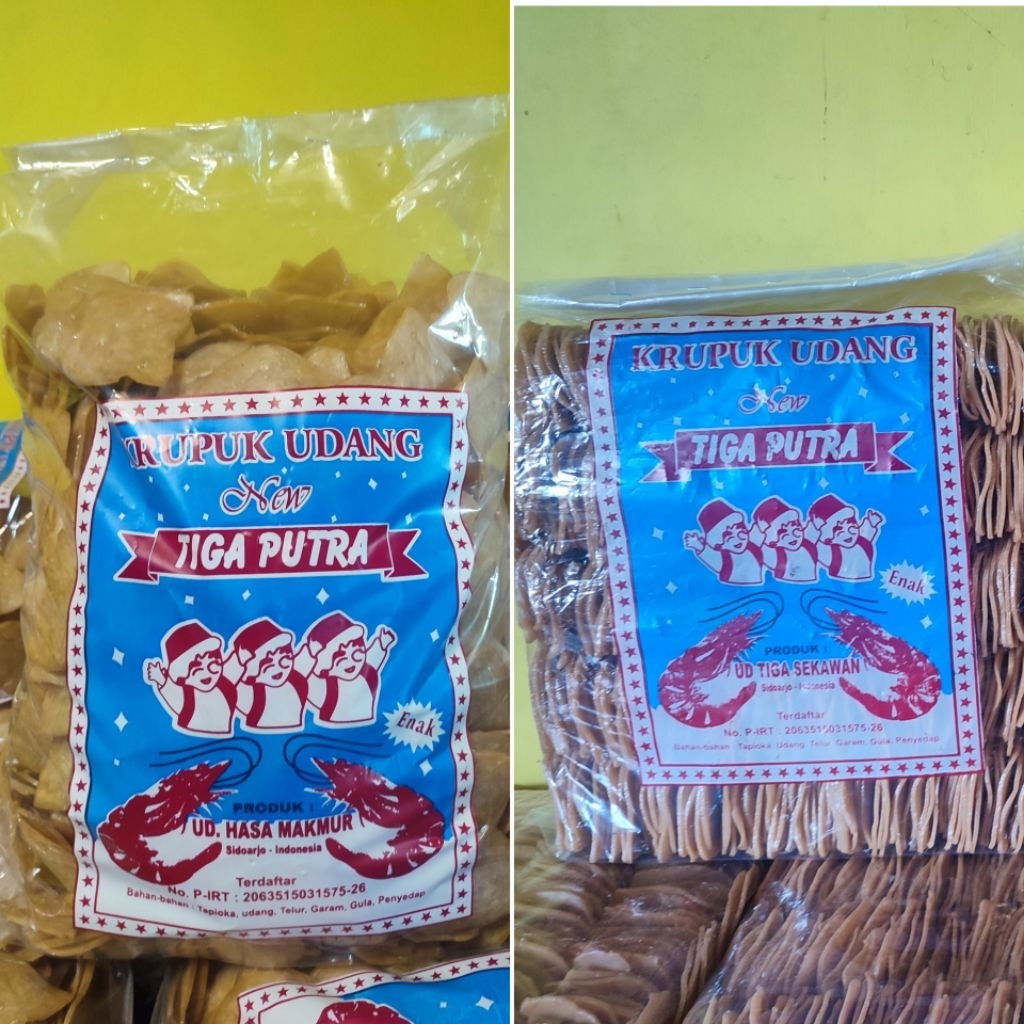 KRUPUK UDANG
New
TIGA PUTRA
Enak
PRODUK :
UD. HASA MAKMUR
Sidoarjo - Indonesia
Terdaftar
No. P-IRT : 2063515031575-26
Bahan-bahan : Tapioka, udang, Telur, Garam, Gula, Penyedap
KRUPUK UDANG
New
TIGA PUTRA
Enak
PRODUK :
UD TIGA SEKAWAN
Sidoarjo - Indonesia
Terdaftar
No. P-IRT : 2063515031575-26
Bahan-bahan : Tapioka, Udang, Telur, Garam, Gula, Penyedap